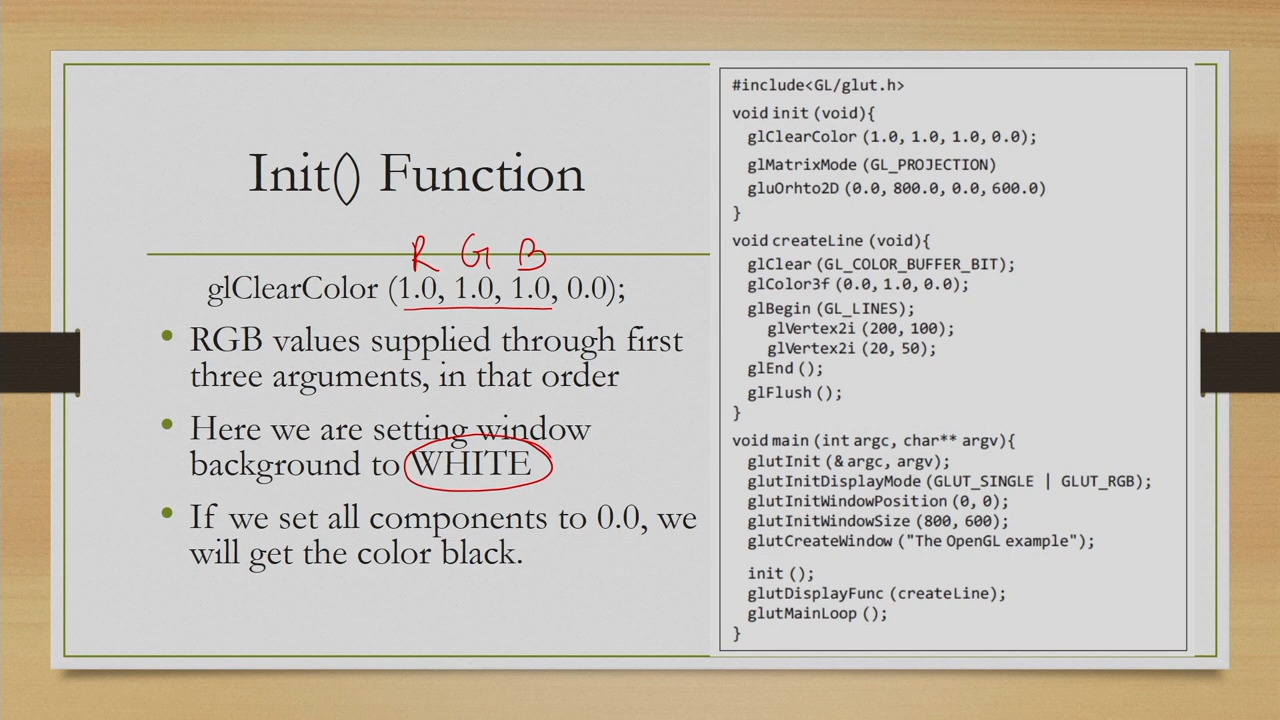 Init() Function
R G B
glClearColor (1.0, 1.0, 1.0, 0.0);
• RGB values supplied through first
three arguments, in that order
• Here we are setting window
background to WHITE
• If we set all components to 0.0, we
will get the color black.
#include<GL/glut.h>
void init (void){
glClearColor (1.0, 1.0, 1.0, 0.0);
glMatrixMode (GL_PROJECTION)
gluOrhto2D (0.0, 800.0, 0.0, 600.0)
}
void createLine (void){
glClear (GL_COLOR_BUFFER_BIT);
glColor3f (0.0, 1.0, 0.0);
glBegin (GL_LINES);
glVertex2i (200, 100);
glVertex2i (20, 50);
glEnd ();
glFlush ();
}
void main (int argc, char** argv){
glutInit (& argc, argv);
glutInitDisplayMode (GLUT_SINGLE | GLUT_RGB);
glutInitWindowPosition (0, 0);
glutInitWindowSize (800, 600);
glutCreateWindow ("The OpenGL example");
init ();
glutDisplayFunc (createLine);
glutMainLoop ();
}